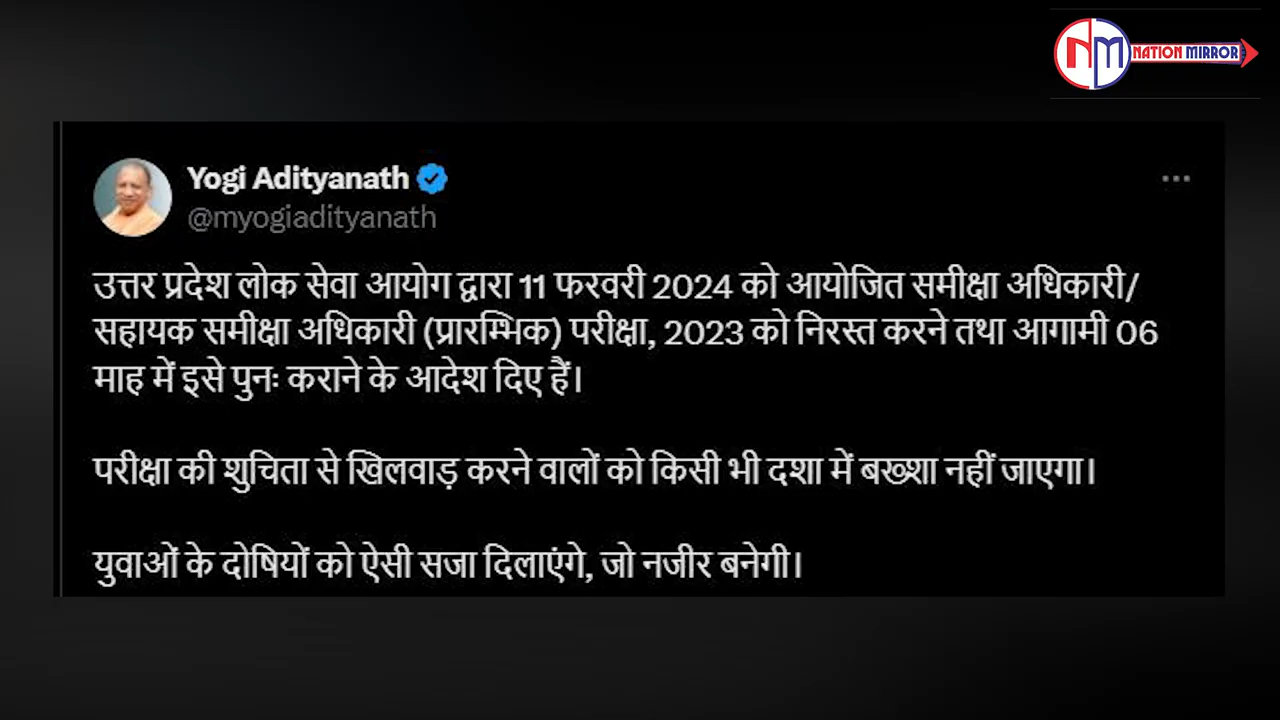 NM NATION MIRROR
Yogi Adityanath
@myogiadityanath
उत्तर प्रदेश लोक सेवा आयोग द्वारा 11 फरवरी 2024 को आयोजित समीक्षा अधिकारी/
सहायक समीक्षा अधिकारी (प्रारम्भिक) परीक्षा, 2023 को निरस्त करने तथा आगामी 06
माह में इसे पुनः कराने के आदेश दिए हैं।
परीक्षा की शुचिता से खिलवाड़ करने वालों को किसी भी दशा में बख्शा नहीं जाएगा।
युवाओं के दोषियों को ऐसी सजा दिलाएंगे, जो नजीर बनेगी।